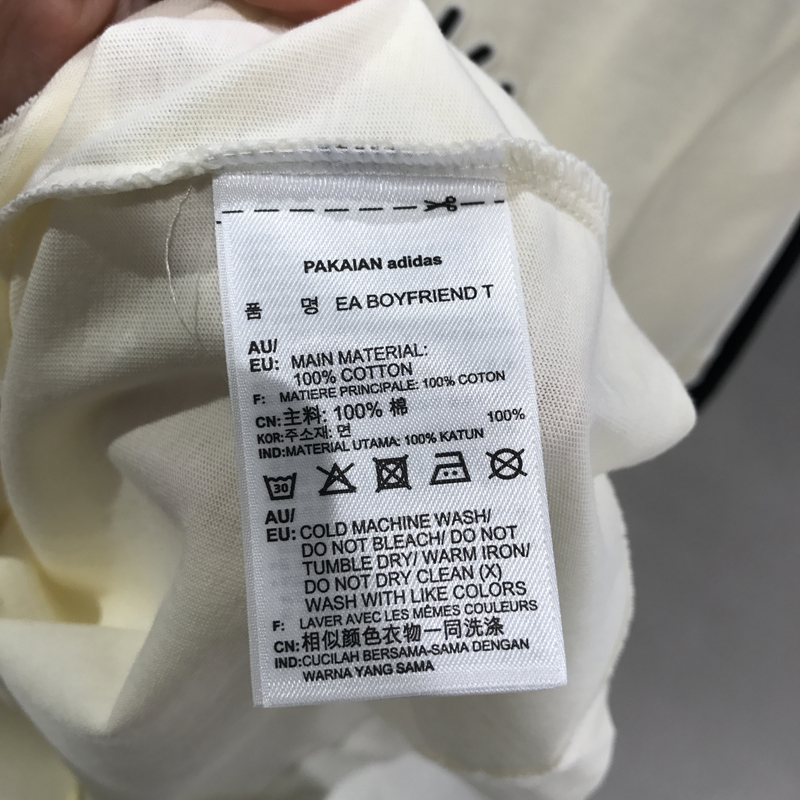 PAKAIAN adidas
품 명 EA BOYFRIEND T
AU/
EU: MAIN MATERIAL:
100% COTTON
F: MATIERE PRINCIPALE: 100% COTON
CN: 主料: 100% 棉
KOR: 주소재: 면 100%
IND: MATERIAL UTAMA: 100% KATUN
30
AU/
EU: COLD MACHINE WASH/
DO NOT BLEACH/ DO NOT
TUMBLE DRY/ WARM IRON/
DO NOT DRY CLEAN (X)
WASH WITH LIKE COLORS
F: LAVER AVEC LES MÊMES COULEURS
CN: 相似颜色衣物一同洗涤
IND: CUCILAH BERSAMA-SAMA DENGAN
WARNA YANG SAMA